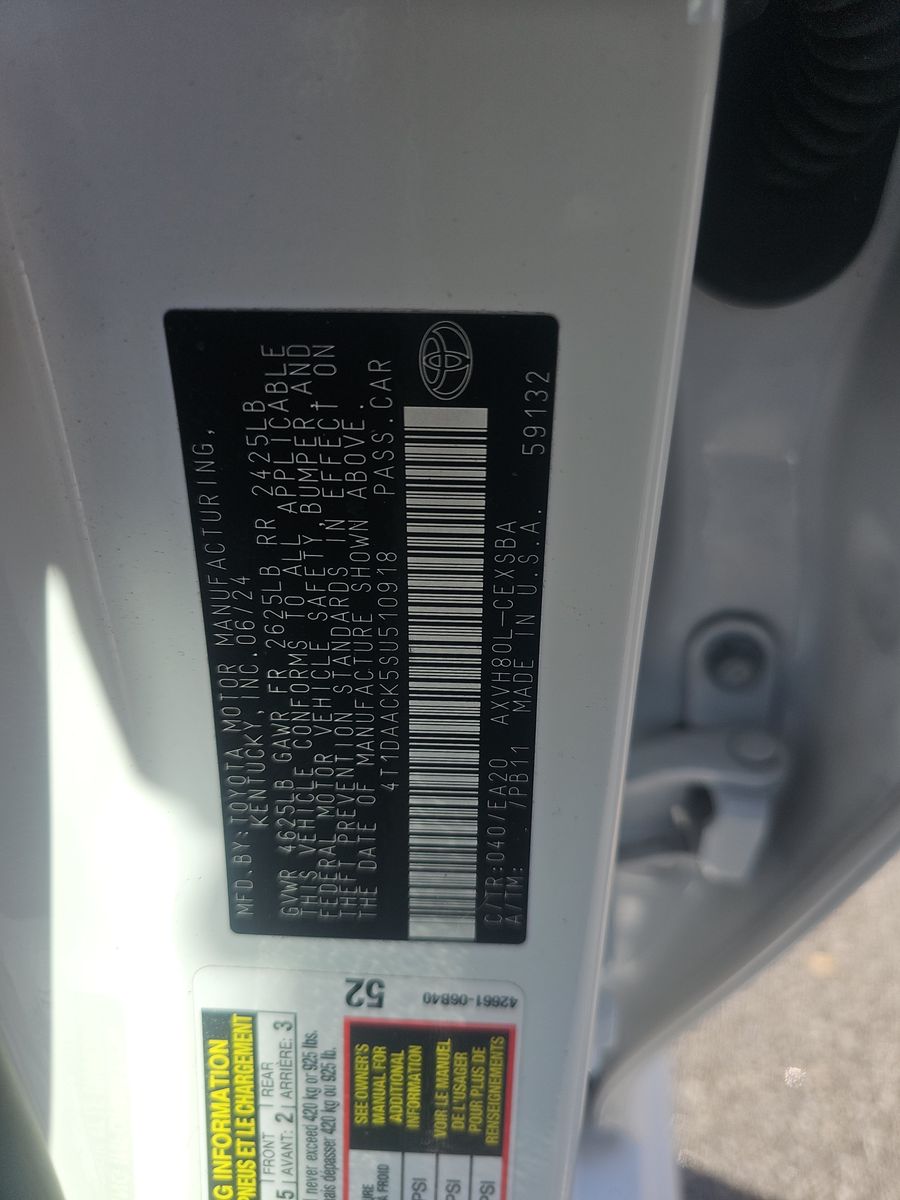 MFD.BY:TOYOTA MOTOR MANUFACTURING,
KENTUCKY, INC.06/24
GVWR 4625LB GAWR FR 2625LB RR 2425LB
THIS VEHICLE CONFORMS TO ALL APPLICABLE
FEDERAL MOTOR VEHICLE SAFETY,BUMPER,AND
THEFT PREVENTION STANDARDS IN EFFECT ON
THE DATE OF MANUFACTURE SHOWN ABOVE.
4T1DAACK5SU510918 PASS.CAR
C/TR:040/EA20 AXVH80L-CEXSBA
A/TM: /PB11 MADE IN U.S.A. 59132
G INFORMATION
PNEUS ET LE CHARGEMENT
FRONT REAR
5 AVANT: 2 ARRIÈRE: 3
never exceed 420 kg or 925 lbs.
ais dépasser 420 kg ou 925 lb.
52
42661-06B40
SEE OWNER'S
MANUAL FOR
ADDITIONAL
INFORMATION
VOIR LE MANUEL
DE L'USAGER
POUR PLUS DE
RENSEIGNEMENTS
URE
À FROID
PSI
PSI
PSI